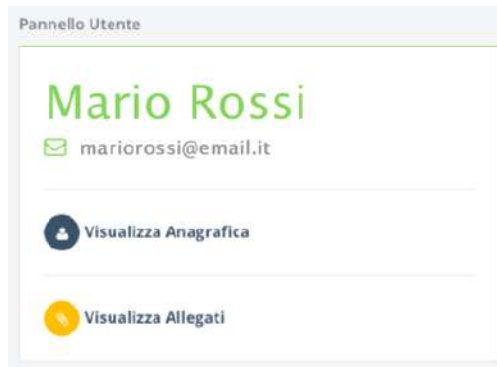 Pannello Utente
Mario Rossi
mariorossi@email.it
Visualizza Anagrafica
Visualizza Allegati